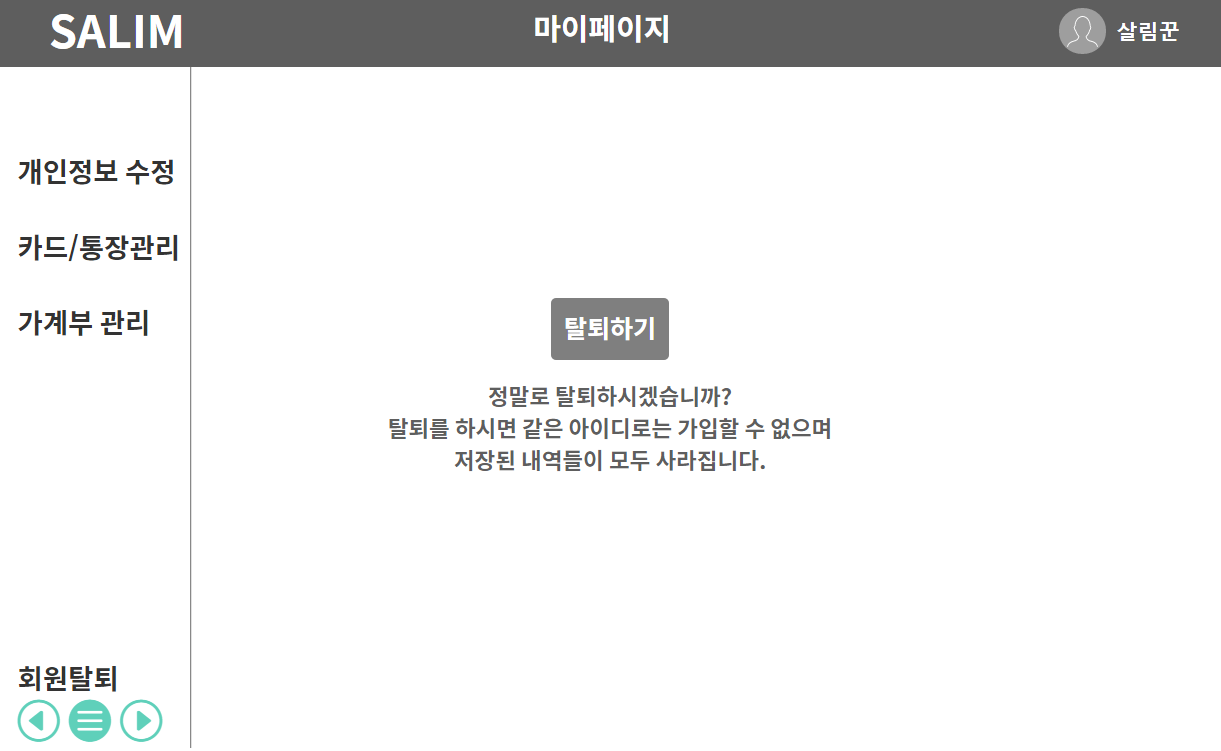 SALIM
마이페이지
살림꾼
개인정보 수정
카드/통장관리
가계부 관리
탈퇴하기
정말로 탈퇴하시겠습니까?
탈퇴를 하시면 같은 아이디로는 가입할 수 없으며
저장된 내역들이 모두 사라집니다.
회원탈퇴